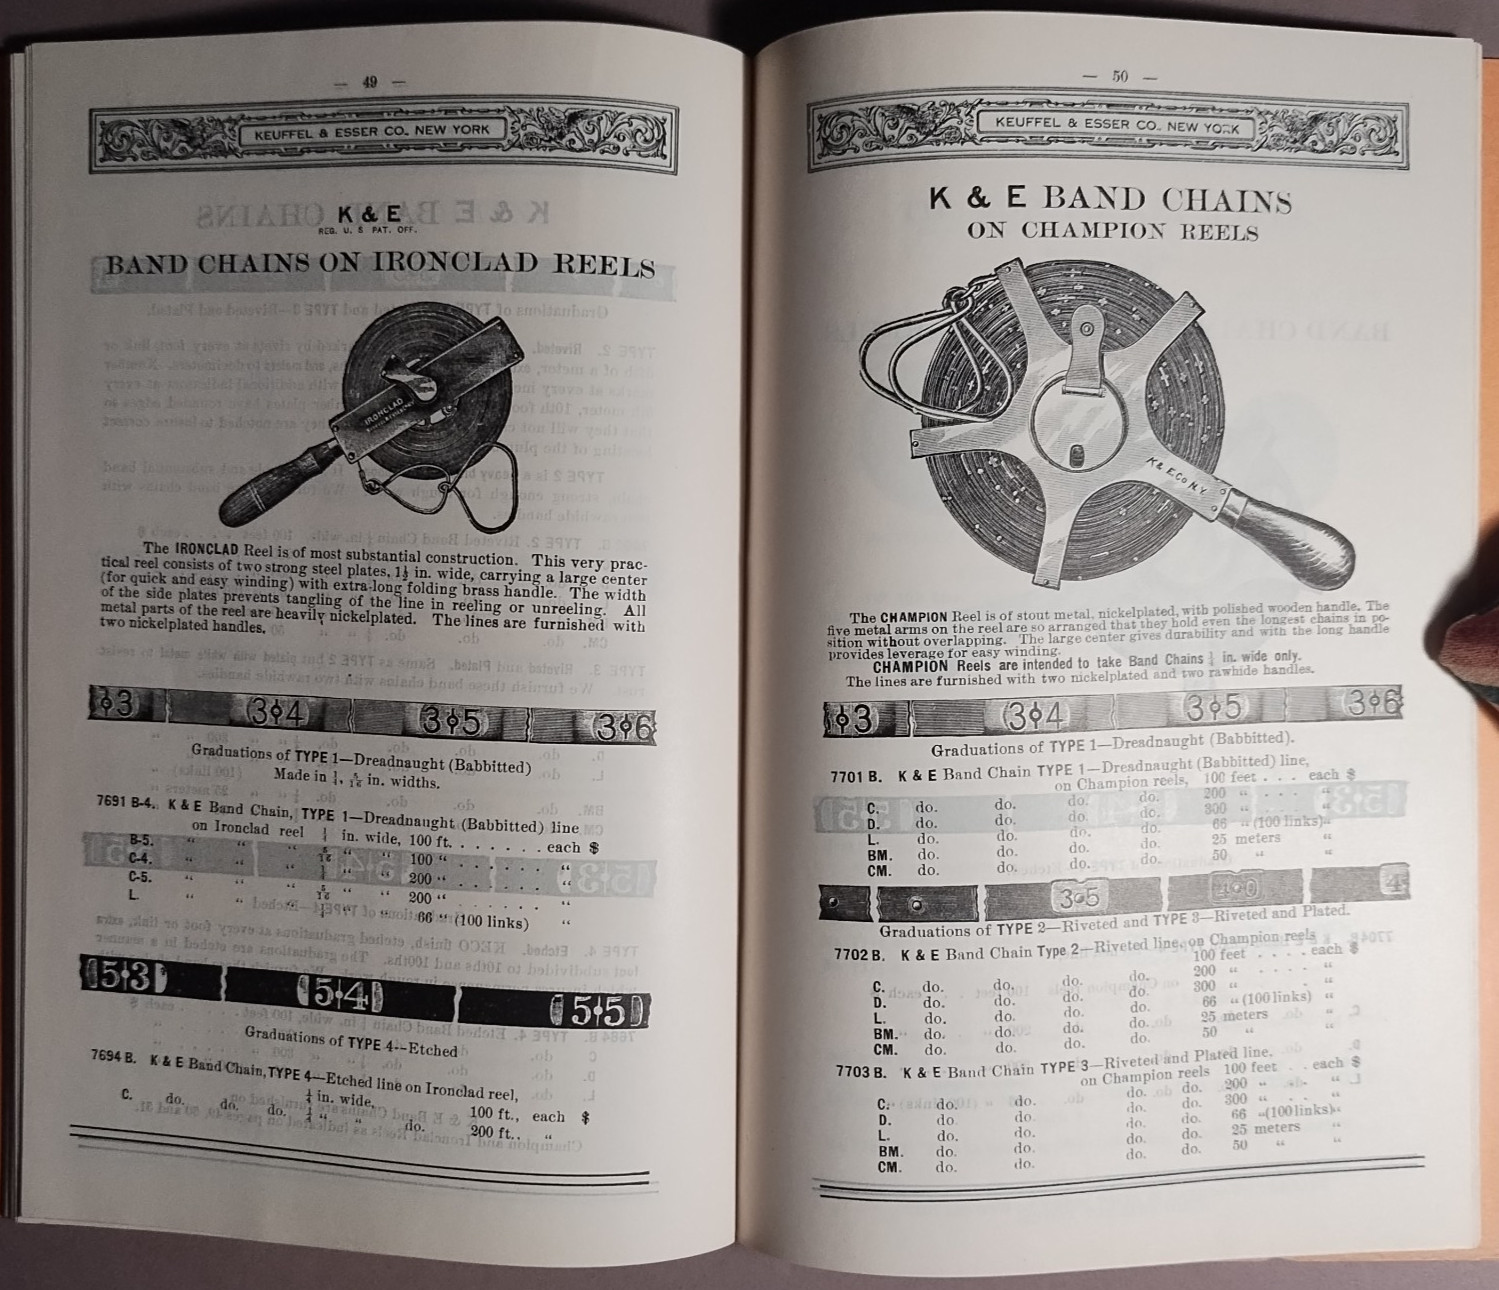 — 49 —
KEUFFEL & ESSER CO. NEW YORK
K & E
REG. U. S. PAT. OFF.
BAND CHAINS ON IRONCLAD REELS
IRONCLAD
The IRONCLAD Reel is of most substantial construction. This very prac-
tical reel consists of two strong steel plates, 1½ in. wide, carrying a large center
(for quick and easy winding) with extra-long folding brass handle. The width
of the side plates prevents tangling of the line in reeling or unreeling. All
metal parts of the reel are heavily nickelplated. The lines are furnished with
two nickelplated handles.
3 34 35 36
Graduations of TYPE 1—Dreadnaught (Babbitted)
Made in ¼, 5/16 in. widths.
7691 B-4. K & E Band Chain, TYPE 1—Dreadnaught (Babbitted) line
on Ironclad reel ¼ in. wide, 100 ft. . . . . . . each $
B-5. “ “ “ 5/16 “ “ 100 “ . . . . . . “
C-4. “ “ “ ¼ “ “ 200 “ . . . . . . “
C-5. “ “ “ 5/16 “ “ 200 “ . . . . . . “
L. “ “ “ ¼ “ “ 66 “ (100 links) “
53 54 55
Graduations of TYPE 4--Etched
7694 B. K & E Band Chain, TYPE 4—Etched line on Ironclad reel,
¼ in. wide, 100 ft., each $
C. do. do. do. ¼ “ “ do. 200 ft., “
— 50 —
KEUFFEL & ESSER CO. NEW YORK
K & E BAND CHAINS
ON CHAMPION REELS
K & E Co N.Y.
The CHAMPION Reel is of stout metal, nickelplated, with polished wooden handle. The
five metal arms on the reel are so arranged that they hold even the longest chains in po-
sition without overlapping. The large center gives durability and with the long handle
provides leverage for easy winding.
CHAMPION Reels are intended to take Band Chains ¼ in. wide only.
The lines are furnished with two nickelplated and two rawhide handles.
3 34 35 36
Graduations of TYPE 1—Dreadnaught (Babbitted).
7701 B. K & E Band Chain TYPE 1—Dreadnaught (Babbitted) line,
on Champion reels, 100 feet . . . each $
C. do. do. do. do. 200 “ . . . “
D. do. do. do. do. 300 “ . . . “
L. do. do. do. do. 66 “ (100 links) “
BM. do. do. do. do. 25 meters “
CM. do. do. do. do. 50 “ “
35 40 4
Graduations of TYPE 2—Riveted and TYPE 3—Riveted and Plated.
7702 B. K & E Band Chain Type 2—Riveted line, on Champion reels
100 feet . . . . each $
C. do. do. do. do. 200 “ . . . . “
D. do. do. do. do. 300 “ . . “
L. do. do. do. do. 66 “ (100 links) “
BM. do. do. do. do. 25 meters “
CM. do. do. do. do. 50 “ “
7703 B. K & E Band Chain TYPE 3—Riveted and Plated line.
on Champion reels 100 feet . . each $
C. do. do. do. do. 200 “ “
D. do. do. do. do. 300 “ “
L. do. do. do. do. 66 “ (100 links) “
BM. do. do. do. do. 25 meters “
CM. do. do. do. do. 50 “ “